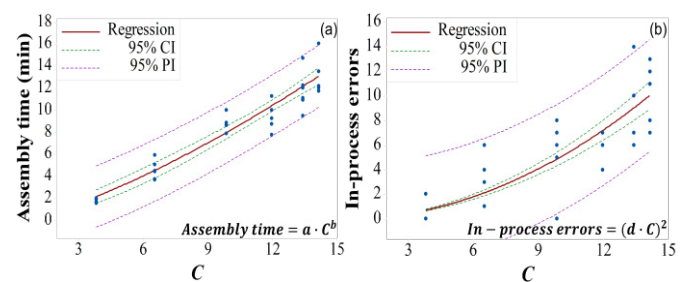 (a)
Regression
95% CI
95% PI
18
16
14
12
10
8
6
4
2
0
Assembly time (min)
Assembly time = a · C^b
3 6 9 12 15
C
(b)
Regression
95% CI
95% PI
16
14
12
10
8
6
4
2
0
In-process errors
In − process errors = (d · C)²
3 6 9 12 15
C